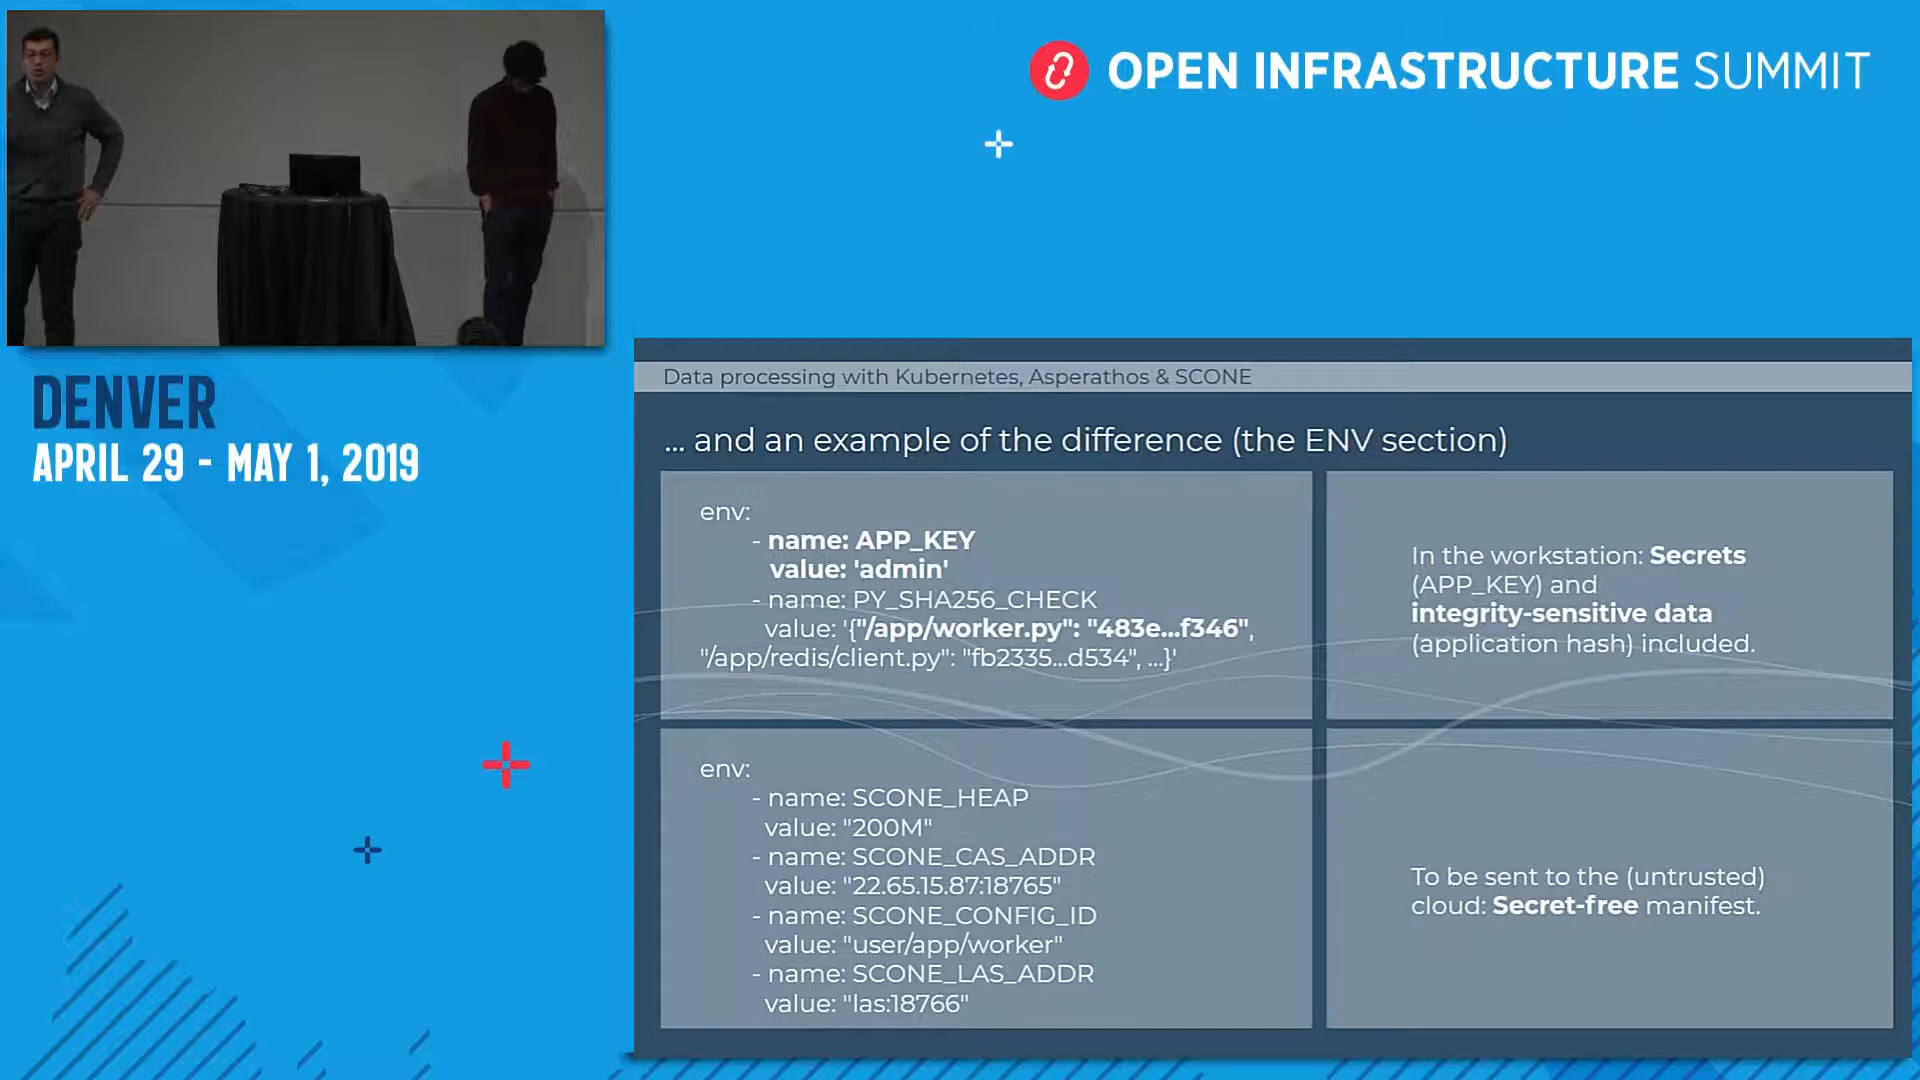 OPEN INFRASTRUCTURE SUMMIT
DENVER
APRIL 29 - MAY 1, 2019
Data processing with Kubernetes, Asperathos & SCONE
... and an example of the difference (the ENV section)
env:
- name: APP_KEY
value: 'admin'
- name: PY_SHA256_CHECK
value: '{"/app/worker.py": "483e...f346",
"/app/redis/client.py": "fb2335...d534", ...}'
In the workstation: Secrets
(APP_KEY) and
integrity-sensitive data
(application hash) included.
env:
- name: SCONE_HEAP
value: "200M"
- name: SCONE_CAS_ADDR
value: "22.65.15.87:18765"
- name: SCONE_CONFIG_ID
value: "user/app/worker"
- name: SCONE_LAS_ADDR
value: "las:18766"
To be sent to the (untrusted)
cloud: Secret-free manifest.